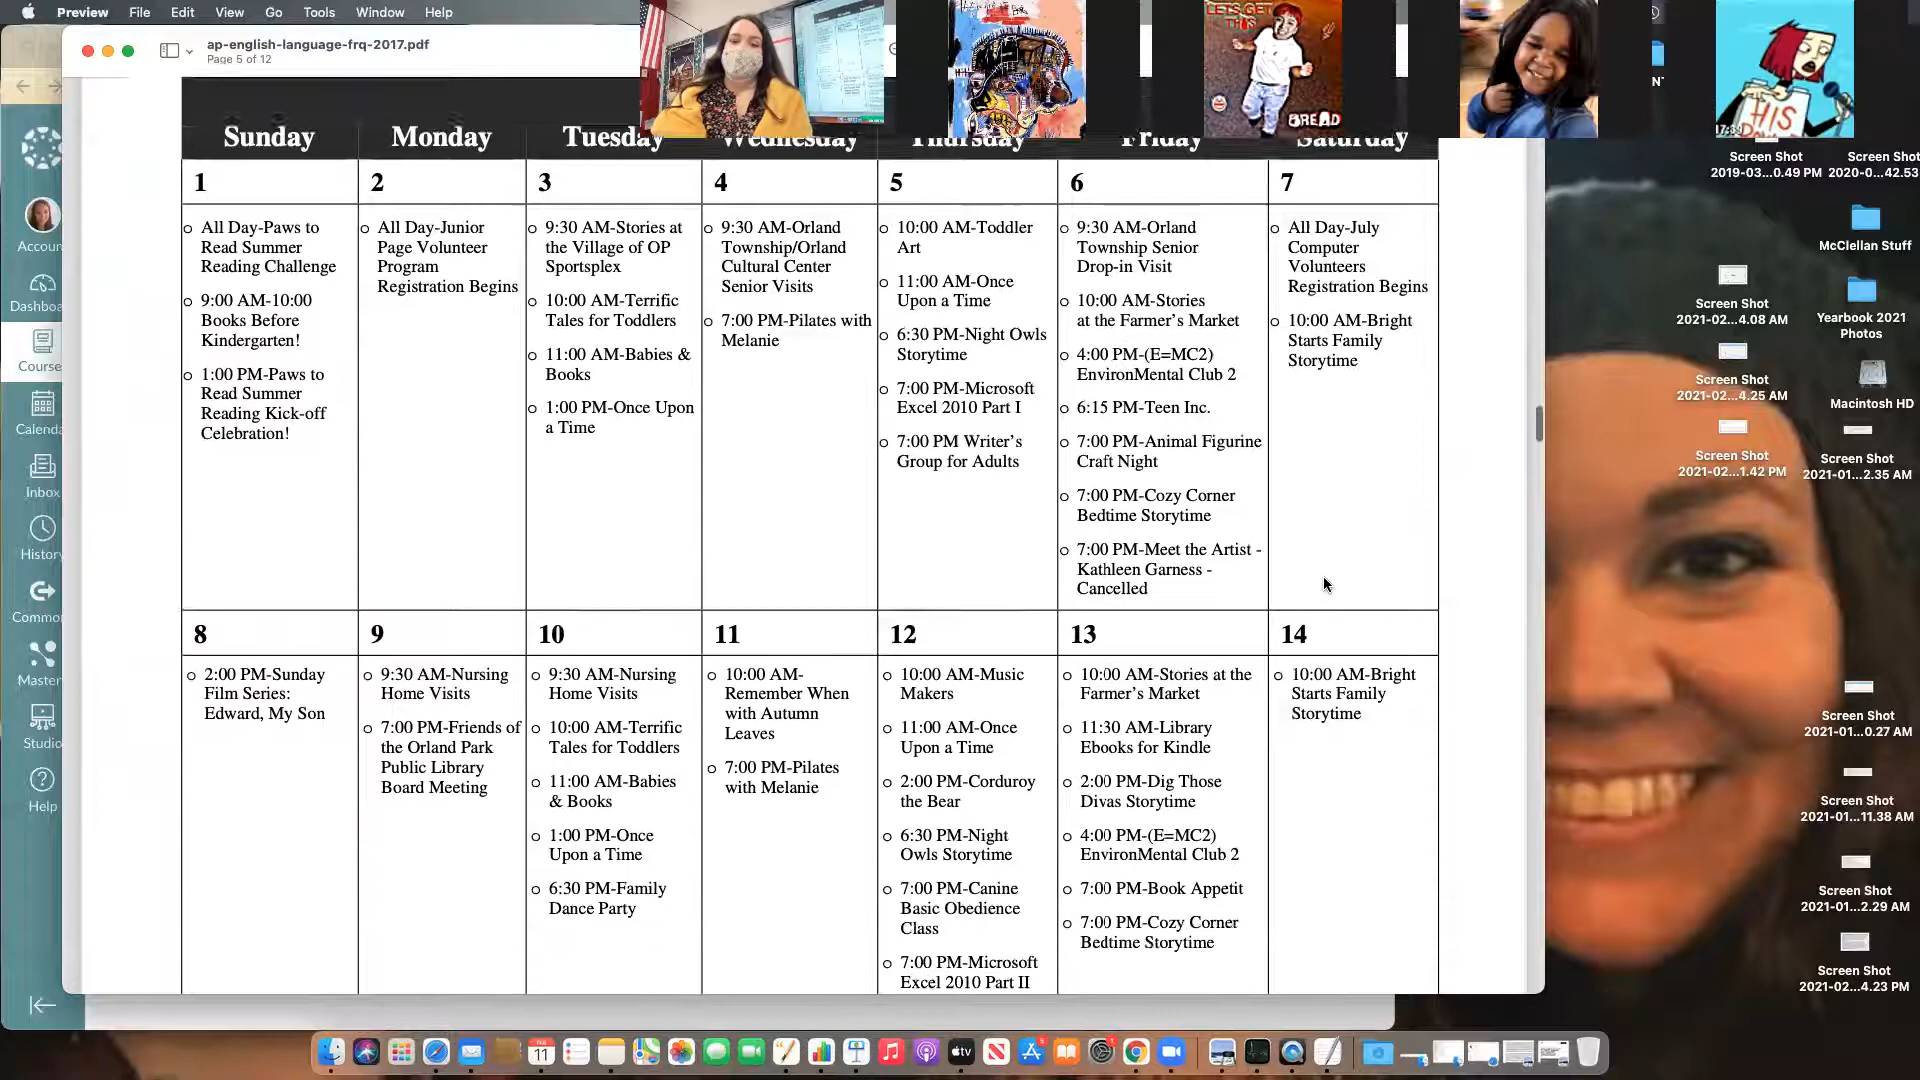 Preview File Edit View Go Tools Window Help
ap-english-language-frq-2017.pdf
Page 5 of 12
LETS GET
THIS
BREAD
HIS
17:39
Sunday Monday Tuesday Wednesday Thursday Friday Saturday
1 2 3 4 5 6 7
All Day-Paws to
Read Summer
Reading Challenge
9:00 AM-10:00
Books Before
Kindergarten!
1:00 PM-Paws to
Read Summer
Reading Kick-off
Celebration!
All Day-Junior
Page Volunteer
Program
Registration Begins
9:30 AM-Stories at
the Village of OP
Sportsplex
10:00 AM-Terrific
Tales for Toddlers
11:00 AM-Babies &
Books
1:00 PM-Once Upon
a Time
9:30 AM-Orland
Township/Orland
Cultural Center
Senior Visits
7:00 PM-Pilates with
Melanie
10:00 AM-Toddler
Art
11:00 AM-Once
Upon a Time
6:30 PM-Night Owls
Storytime
7:00 PM-Microsoft
Excel 2010 Part I
7:00 PM Writer's
Group for Adults
9:30 AM-Orland
Township Senior
Drop-in Visit
10:00 AM-Stories
at the Farmer's Market
4:00 PM-(E=MC2)
EnvironMental Club 2
6:15 PM-Teen Inc.
7:00 PM-Animal Figurine
Craft Night
7:00 PM-Cozy Corner
Bedtime Storytime
7:00 PM-Meet the Artist -
Kathleen Garness -
Cancelled
All Day-July
Computer
Volunteers
Registration Begins
10:00 AM-Bright
Starts Family
Storytime
8 9 10 11 12 13 14
2:00 PM-Sunday
Film Series:
Edward, My Son
9:30 AM-Nursing
Home Visits
7:00 PM-Friends of
the Orland Park
Public Library
Board Meeting
9:30 AM-Nursing
Home Visits
10:00 AM-Terrific
Tales for Toddlers
11:00 AM-Babies
& Books
1:00 PM-Once
Upon a Time
6:30 PM-Family
Dance Party
10:00 AM-
Remember When
with Autumn
Leaves
7:00 PM-Pilates
with Melanie
10:00 AM-Music
Makers
11:00 AM-Once
Upon a Time
2:00 PM-Corduroy
the Bear
6:30 PM-Night
Owls Storytime
7:00 PM-Canine
Basic Obedience
Class
7:00 PM-Microsoft
Excel 2010 Part II
10:00 AM-Stories at the
Farmer's Market
11:30 AM-Library
Ebooks for Kindle
2:00 PM-Dig Those
Divas Storytime
4:00 PM-(E=MC2)
EnvironMental Club 2
7:00 PM-Book Appetit
7:00 PM-Cozy Corner
Bedtime Storytime
10:00 AM-Bright
Starts Family
Storytime
Accoun
Dashboa
Course
Calenda
Inbox
History
Commor
Master
Studio
Help
Screen Shot
2019-03...0.49 PM
Screen Shot
2020-0...42.53
McClellan Stuff
Screen Shot
2021-02...4.08 AM
Yearbook 2021
Photos
Screen Shot
2021-02...4.25 AM
Macintosh HD
Screen Shot
2021-02...1.42 PM
Screen Shot
2021-01...2.35 AM
Screen Shot
2021-01...0.27 AM
Screen Shot
2021-01...11.38 AM
Screen Shot
2021-01...2.29 AM
Screen Shot
2021-02...4.23 PM
11
tv